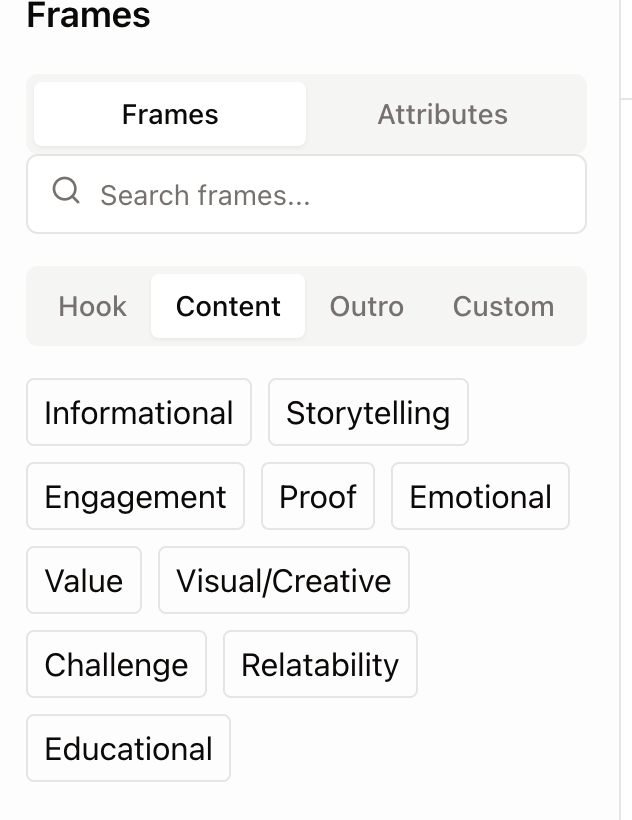 Frames
Frames Attributes
Search frames...
Hook Content Outro Custom
Informational Storytelling
Engagement Proof Emotional
Value Visual/Creative
Challenge Relatability
Educational